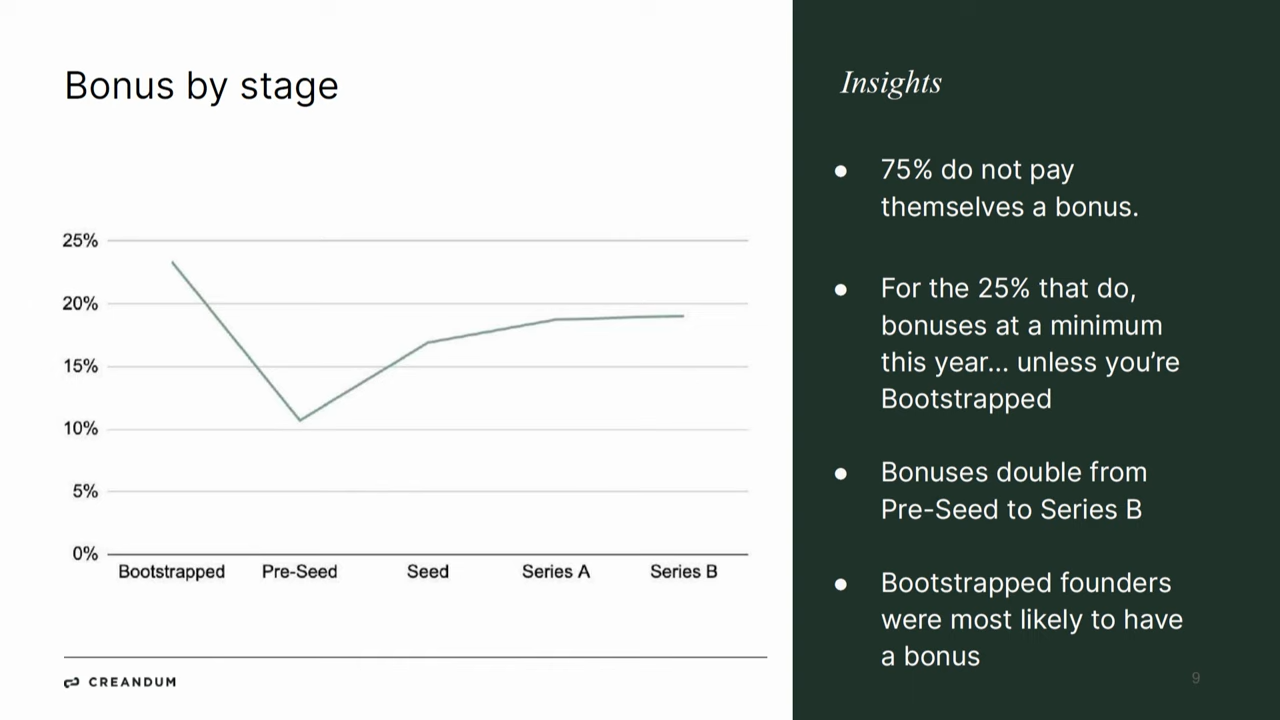 Bonus by stage
25%
20%
15%
10%
5%
0%
Bootstrapped Pre-Seed Seed Series A Series B
CREANDUM
Insights
● 75% do not pay
themselves a bonus.
● For the 25% that do,
bonuses at a minimum
this year... unless you’re
Bootstrapped
● Bonuses double from
Pre-Seed to Series B
● Bootstrapped founders
were most likely to have
a bonus
9